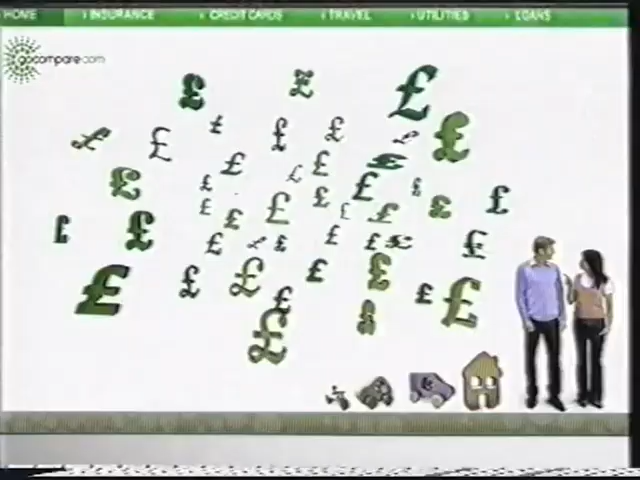 HOME › INSURANCE › CREDIT CARDS › TRAVEL › UTILITIES › LOANS
gocompare.com